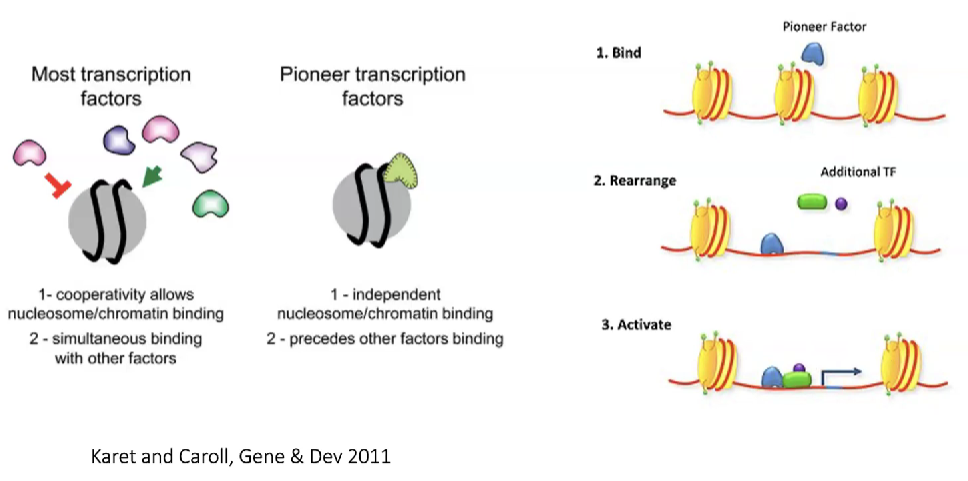 Most transcription
factors
1- cooperativity allows
nucleosome/chromatin binding
2 - simultaneous binding
with other factors
Pioneer transcription
factors
1 - independent
nucleosome/chromatin binding
2 - precedes other factors binding
Pioneer Factor
1. Bind
Additional TF
2. Rearrange
3. Activate
Karet and Caroll, Gene & Dev 2011